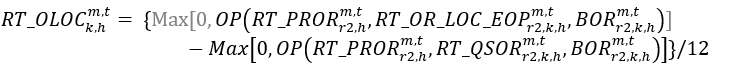 RT_OLOC^{m,t}_{k,h} = {Max[0, OP(RT_PROR^{m,t}_{r2,h}, RT_OR_LOC_EOP^{m,t}_{r2,k,h}, BOR^{m,t}_{r2,k,h})]
− Max[0, OP(RT_PROR^{m,t}_{r2,h}, RT_QSOR^{m,t}_{r2,k,h}, BOR^{m,t}_{r2,k,h})]}/12